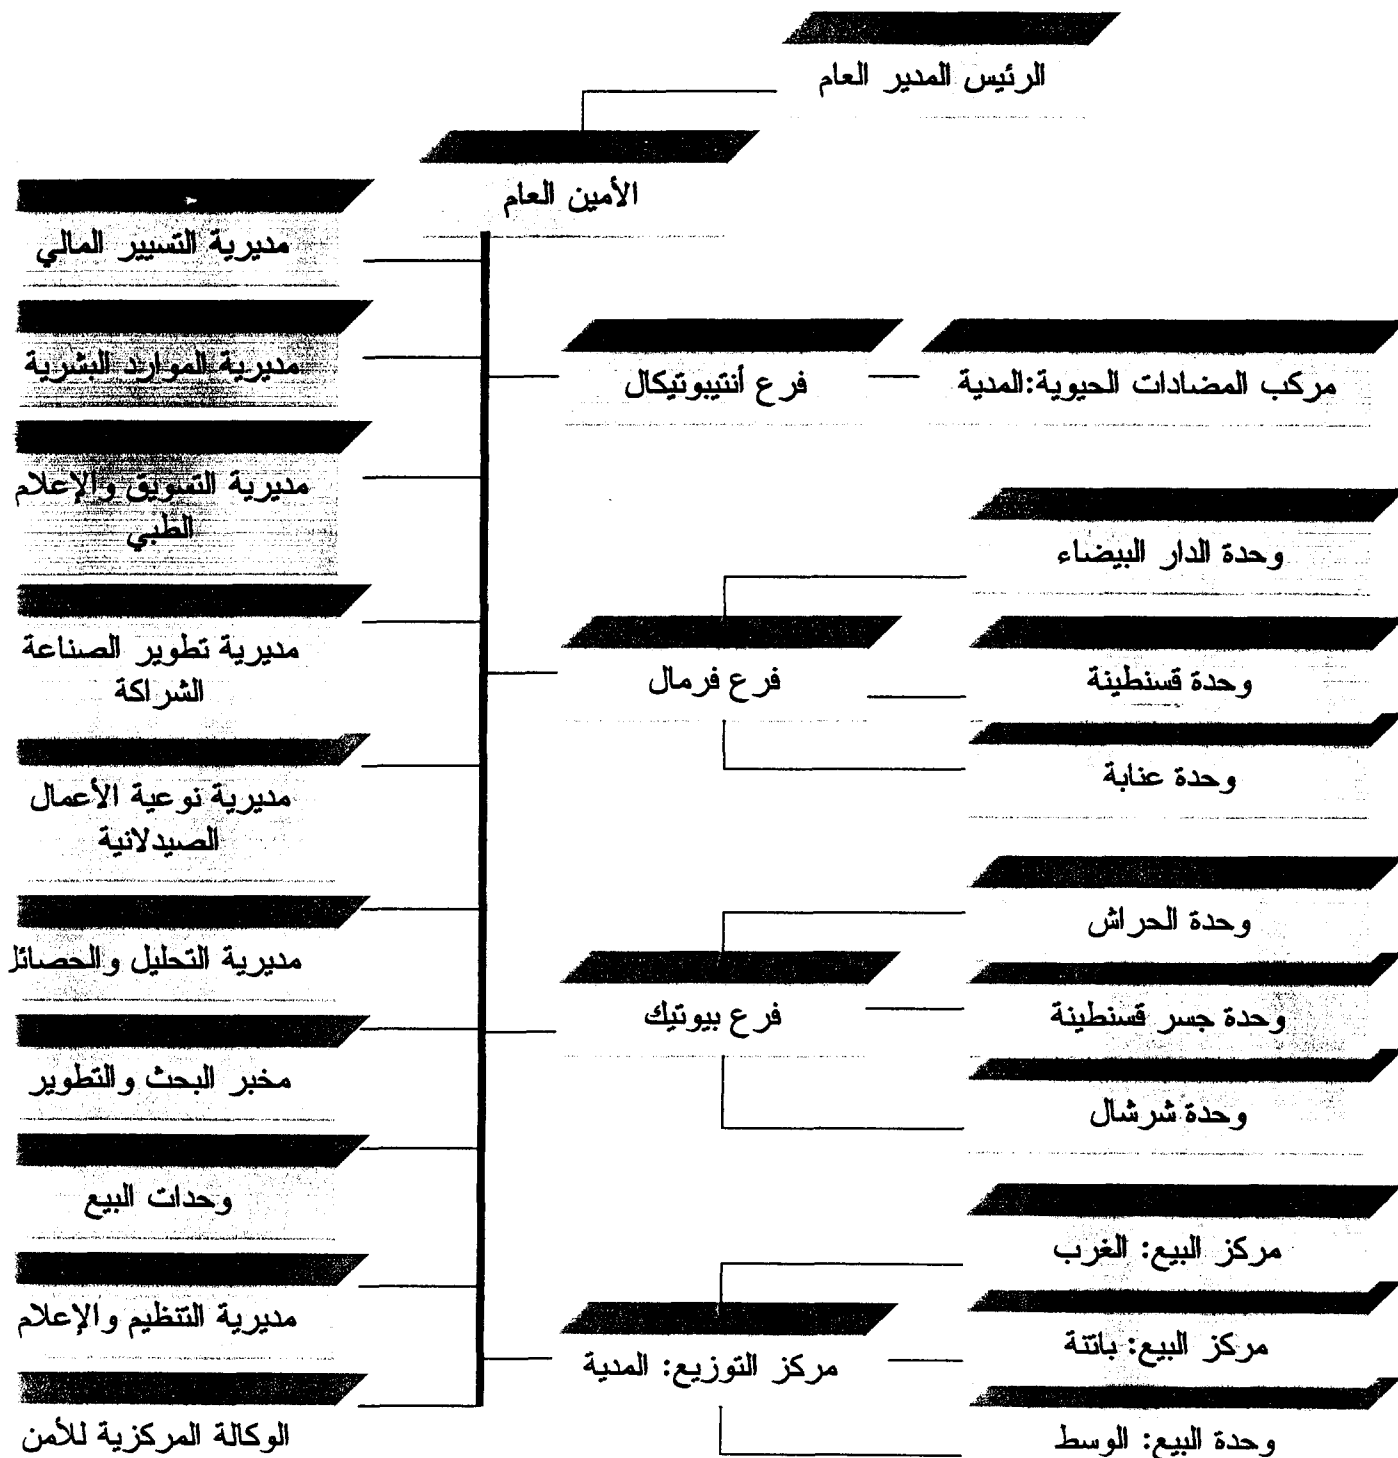 الرئيس المدير العام
الأمين العام
مديرية التسيير المالي
مديرية الموارد البشرية
مديرية التسويق والإعلام
الطبي
مديرية تطوير الصناعة
الشراكة
مديرية نوعية الأعمال
الصيدلانية
مديرية التحليل والحصائل
مخبر البحث والتطوير
وحدات البيع
مديرية التنظيم والإعلام
الوكالة المركزية للأمن
فرع أنتيبوتيكال
مركب المضادات الحيوية:المدية
فرع فرمال
وحدة الدار البيضاء
وحدة قسنطينة
وحدة عنابة
فرع بيوتيك
وحدة الحراش
وحدة جسر قسنطينة
وحدة شرشال
مركز التوزيع: المدية
مركز البيع: الغرب
مركز البيع: باتنة
وحدة البيع: الوسط